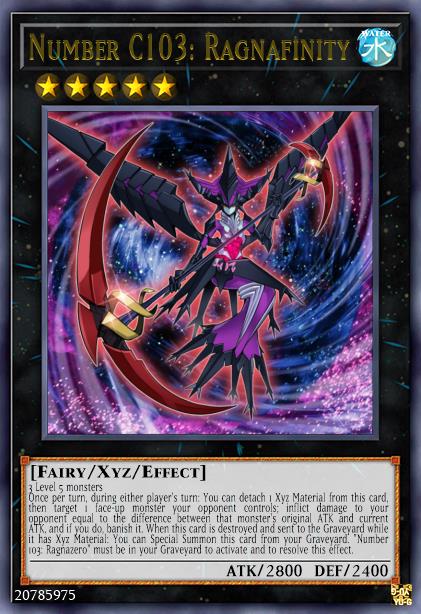 Number C103: Ragnafinity
WATER
水
[Fairy/Xyz/Effect]
3 Level 5 monsters
Once per turn, during either player's turn: You can detach 1 Xyz Material from this card,
then target 1 face-up monster your opponent controls; inflict damage to your
opponent equal to the difference between that monster's original ATK and current
ATK, and if you do, banish it. When this card is destroyed and sent to the Graveyard while
it has Xyz Material: You can Special Summon this card from your Graveyard. "Number
103: Ragnazero" must be in your Graveyard to activate and to resolve this effect.
ATK/2800 DEF/2400
20785975